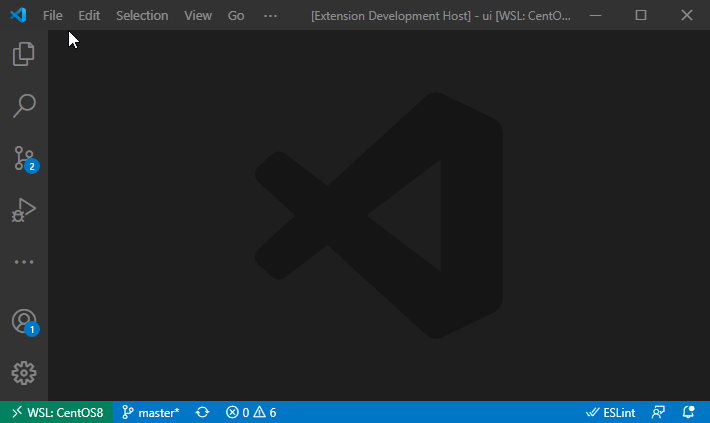 File Edit Selection View Go ··· [Extension Development Host] - ui [WSL: CentO...
2
1
WSL: CentOS8 master* 0 6 ESLint